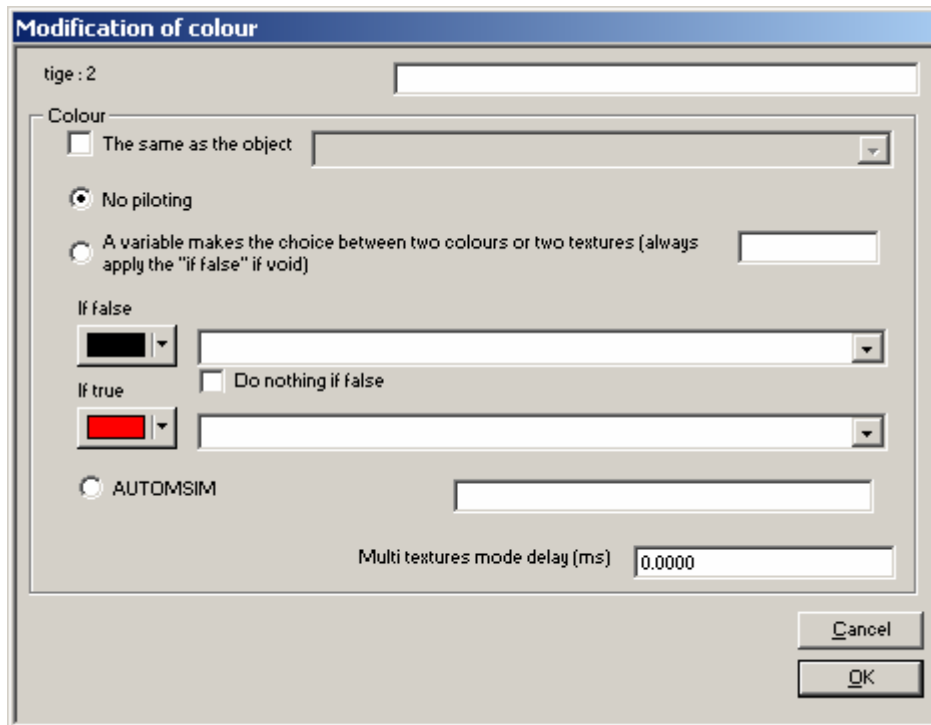 Modification of colour
tige : 2
Colour
The same as the object
No piloting
A variable makes the choice between two colours or two textures (always
apply the "if false" if void)
If false
Do nothing if false
If true
AUTOMSIM
Multi textures mode delay (ms) 0.0000
Cancel
OK